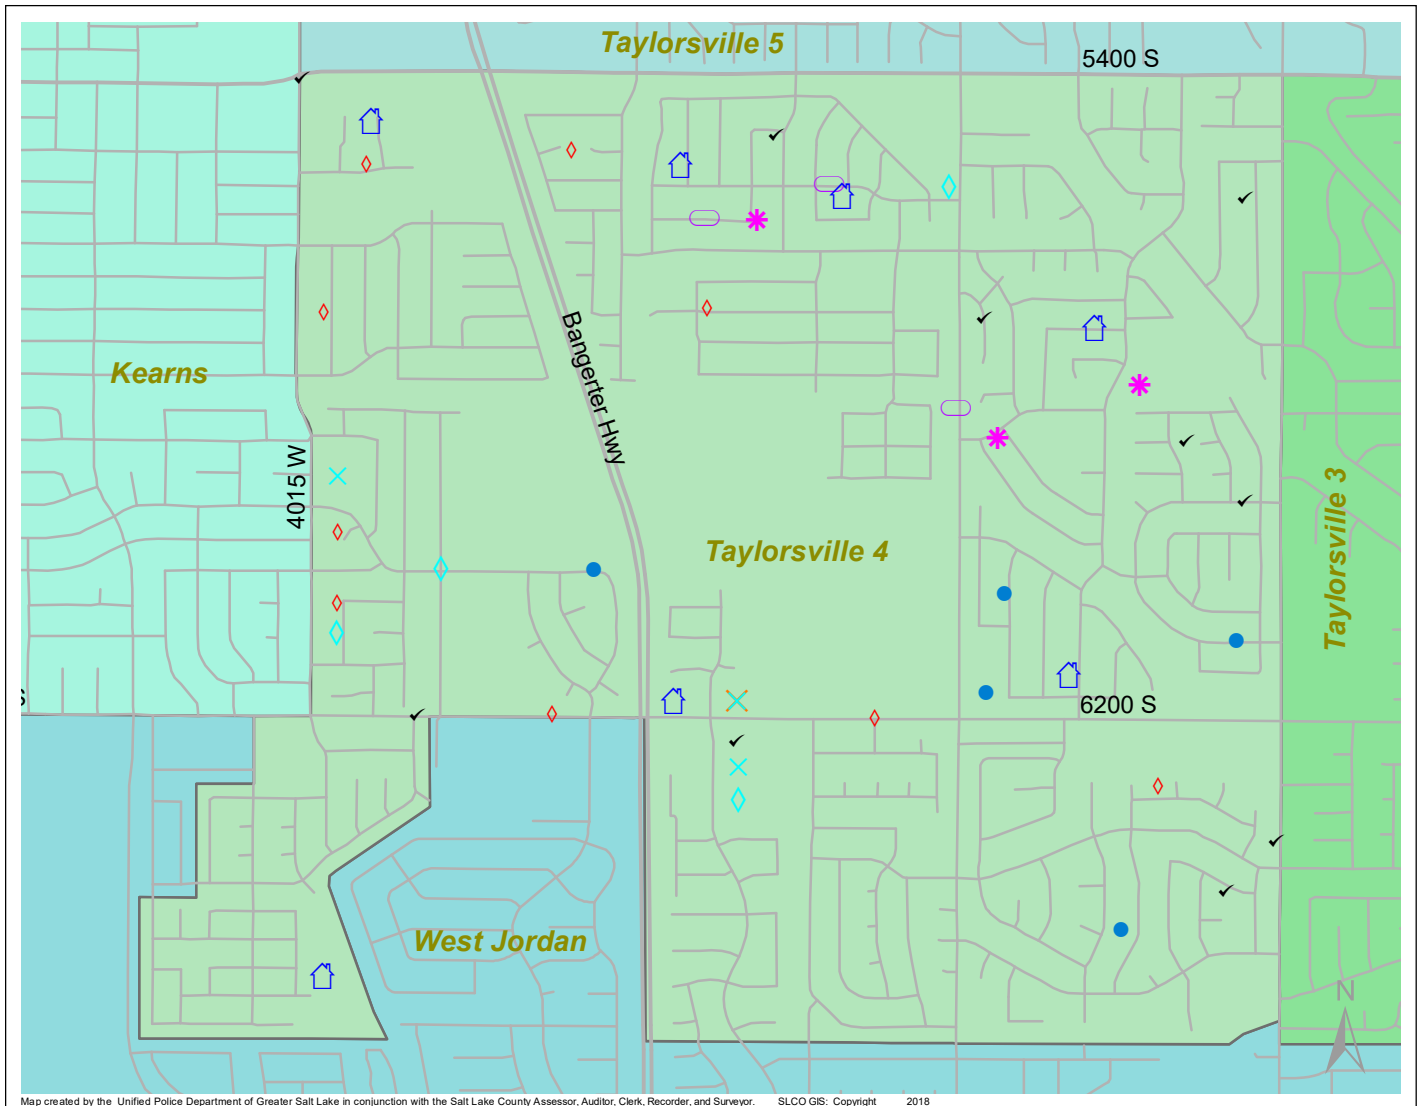 Taylorsville 5
5400 S
Bangerter Hwy
Kearns
4015 W
Taylorsville 4
Taylorsville 3
6200 S
West Jordan
N
Map created by the Unified Police Department of Greater Salt Lake in conjunction with the Salt Lake County Assessor, Auditor, Clerk, Recorder, and Surveyor. SLCO GIS: Copyright 2018